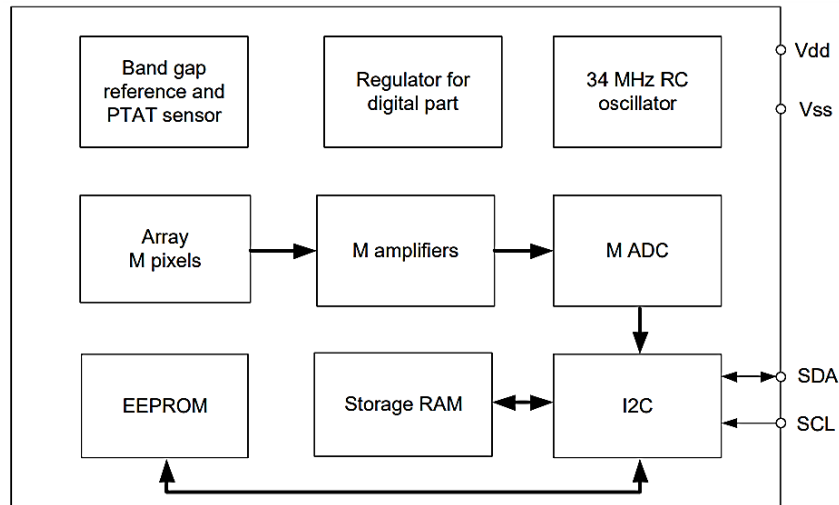 Band gap
reference and
PTAT sensor
Regulator for
digital part
34 MHz RC
oscillator
Vdd
Vss
Array
M pixels
M amplifiers
M ADC
EEPROM
Storage RAM
I2C
SDA
SCL